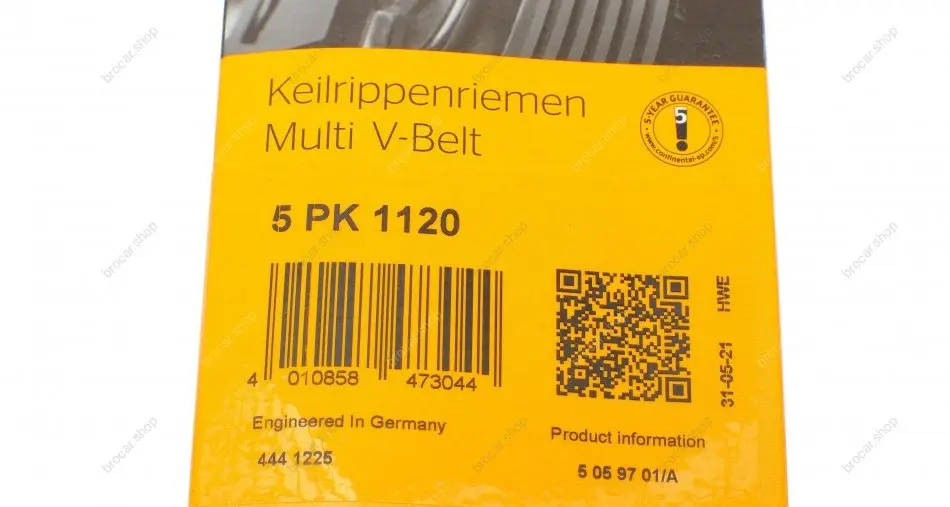 Keilrippenriemen
Multi V-Belt
5-YEAR GUARANTEE
5
www.continental-ep.com/5
5 PK 1120
4 010858 473044
31-05-21 HWE
Engineered In Germany
Product information
444 1225
5 05 97 01/A
brocar.shop